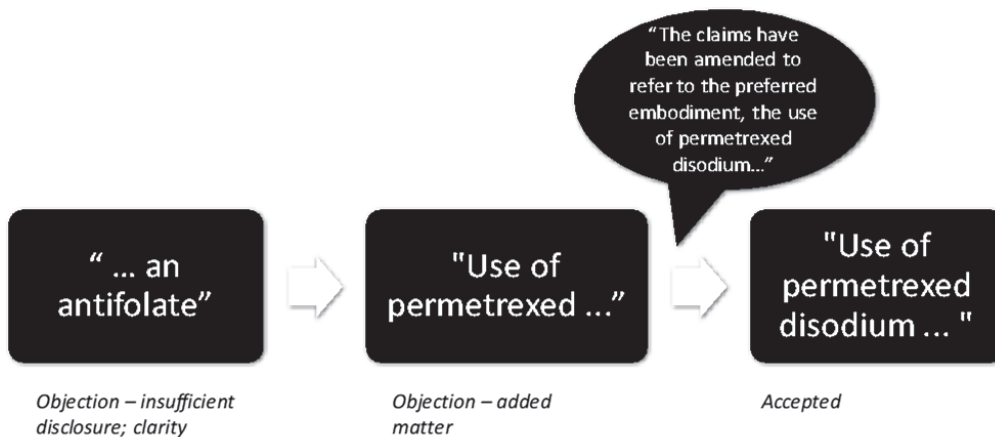 “The claims have
been amended to
refer to the preferred
embodiment, the use
of permetrexed
disodium...”
“ ... an
antifolate”
"Use of
permetrexed ...”
"Use of
permetrexed
disodium ... "
Objection – insufficient
disclosure; clarity
Objection – added
matter
Accepted